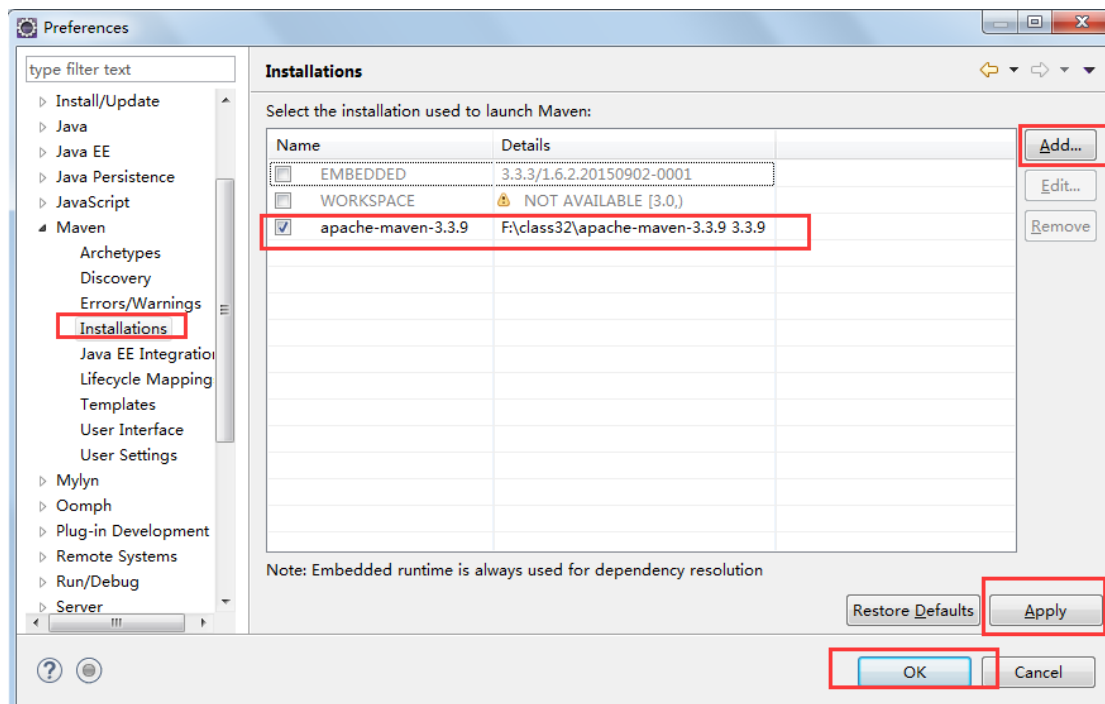 Preferences
type filter text
Install/Update
Java
Java EE
Java Persistence
JavaScript
Maven
Archetypes
Discovery
Errors/Warnings
Installations
Java EE Integration
Lifecycle Mapping
Templates
User Interface
User Settings
Mylyn
Oomph
Plug-in Development
Remote Systems
Run/Debug
Server
Installations
Select the installation used to launch Maven:
Name Details
EMBEDDED 3.3.3/1.6.2.20150902-0001
WORKSPACE NOT AVAILABLE [3.0,)
apache-maven-3.3.9 F:\class32\apache-maven-3.3.9 3.3.9
Add...
Edit...
Remove
Note: Embedded runtime is always used for dependency resolution
Restore Defaults Apply
OK Cancel